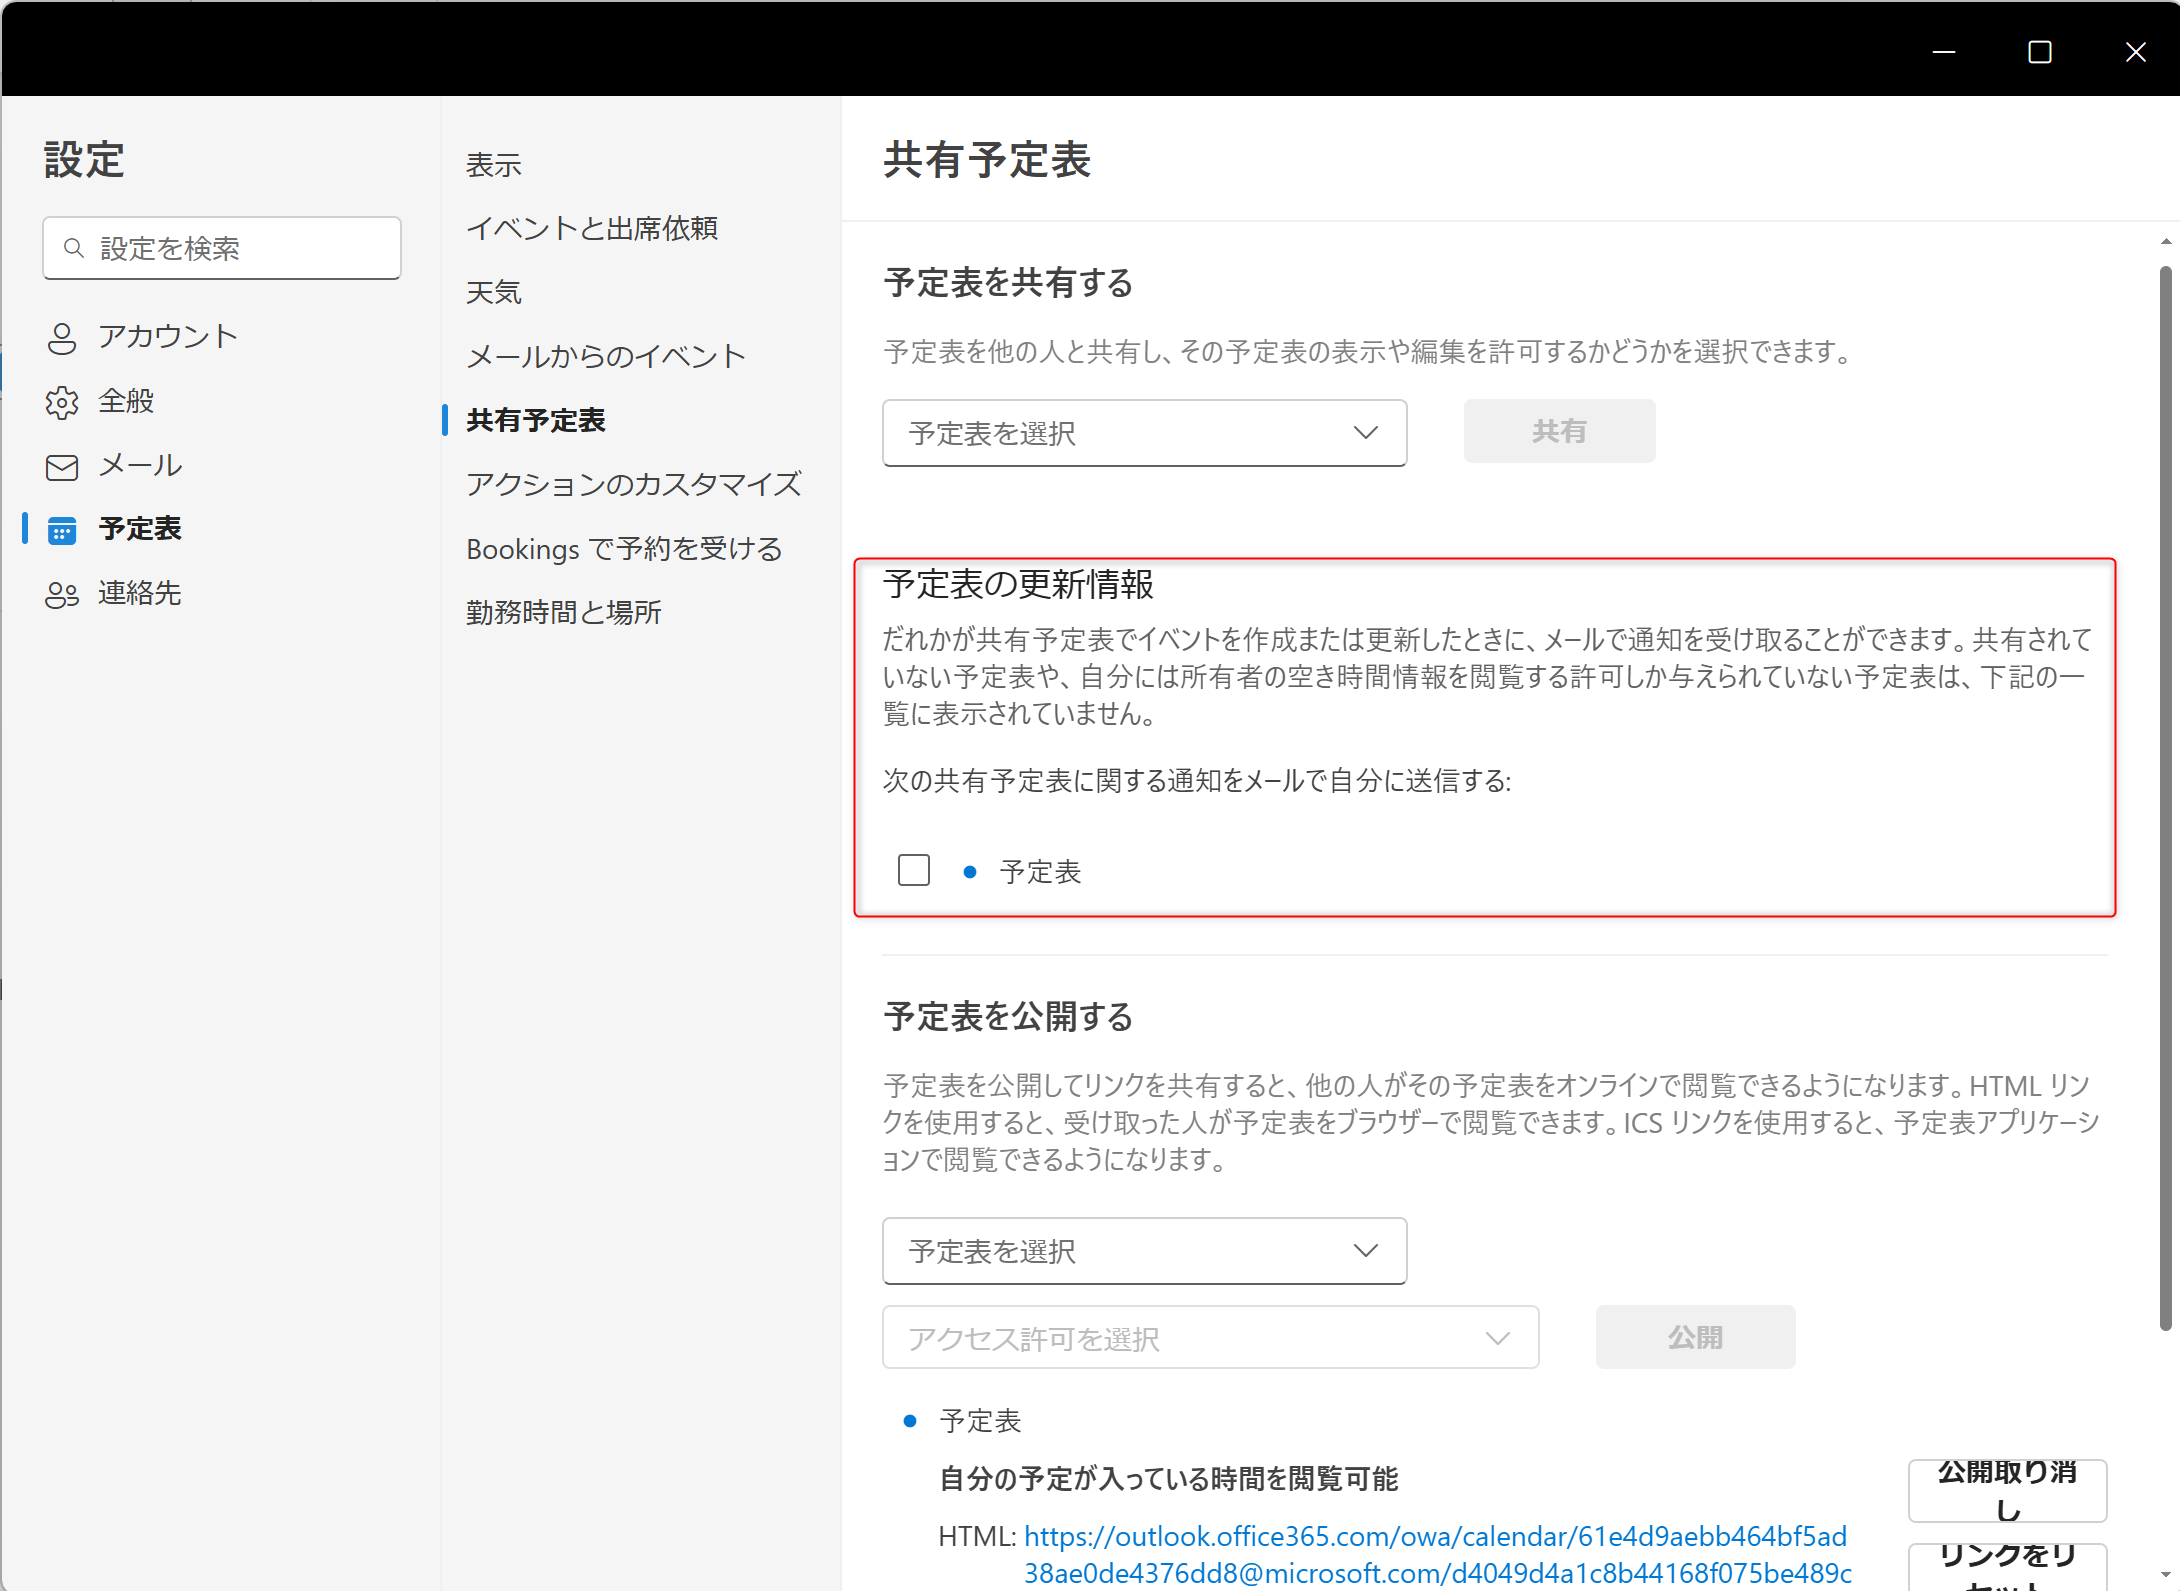 設定
設定を検索
アカウント
全般
メール
予定表
連絡先
表示
イベントと出席依頼
天気
メールからのイベント
共有予定表
アクションのカスタマイズ
Bookings で予約を受ける
勤務時間と場所
共有予定表
予定表を共有する
予定表を他の人と共有し、その予定表の表示や編集を許可するかどうかを選択できます。
予定表を選択
共有
予定表の更新情報
だれかが共有予定表でイベントを作成または更新したときに、メールで通知を受け取ることができます。共有されて
いない予定表や、自分には所有者の空き時間情報を閲覧する許可しか与えられていない予定表は、下記の一
覧に表示されていません。
次の共有予定表に関する通知をメールで自分に送信する:
予定表
予定表を公開する
予定表を公開してリンクを共有すると、他の人がその予定表をオンラインで閲覧できるようになります。HTML リン
クを使用すると、受け取った人が予定表をブラウザーで閲覧できます。ICS リンクを使用すると、予定表アプリケーシ
ョンで閲覧できるようになります。
予定表を選択
アクセス許可を選択
公開
予定表
自分の予定が入っている時間を閲覧可能
公開取り消
し
HTML: https://outlook.office365.com/owa/calendar/61e4d9aebb464bf5ad
38ae0de4376dd8@microsoft.com/d4049d4a1c8b44168f075be489c
リンクをリ
セット